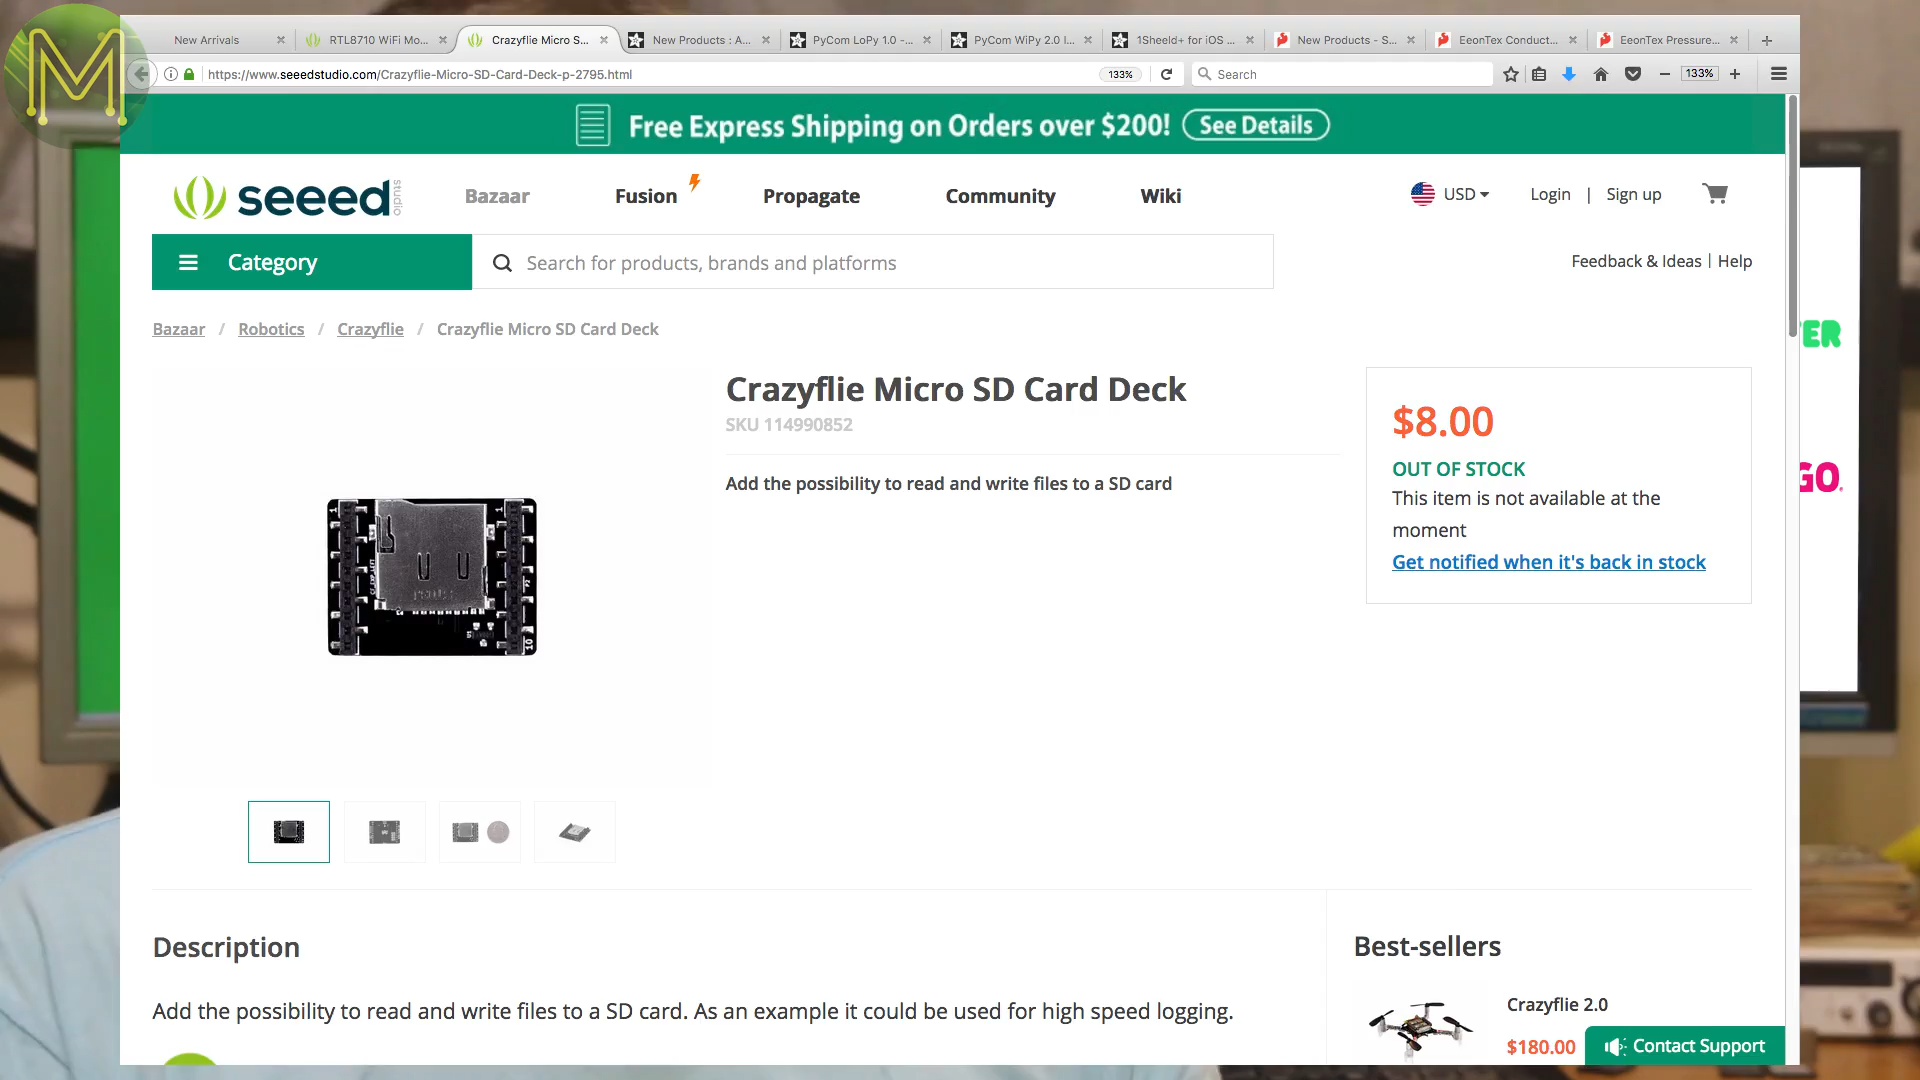 M
New Arrivals
RTL8710 WiFi Mo...
Crazyflie Micro S...
New Products : A...
PyCom LoPy 1.0 -...
PyCom WiPy 2.0 I...
1Sheeld+ for iOS ...
New Products - S...
EeonTex Conduct...
EeonTex Pressure...
https://www.seeedstudio.com/Crazyflie-Micro-SD-Card-Deck-p-2795.html
133%
Search
133%
Free Express Shipping on Orders over $200! See Details
seeed studio
Bazaar
Fusion
Propagate
Community
Wiki
USD
Login | Sign up
Category
Search for products, brands and platforms
Feedback & Ideas | Help
Bazaar / Robotics / Crazyflie / Crazyflie Micro SD Card Deck
Crazyflie Micro SD Card Deck
SKU 114990852
Add the possibility to read and write files to a SD card
$8.00
OUT OF STOCK
This item is not available at the
moment
Get notified when it's back in stock
TER
GO.
1
1
10
Description
Add the possibility to read and write files to a SD card. As an example it could be used for high speed logging.
Best-sellers
Crazyflie 2.0
$180.00
Contact Support